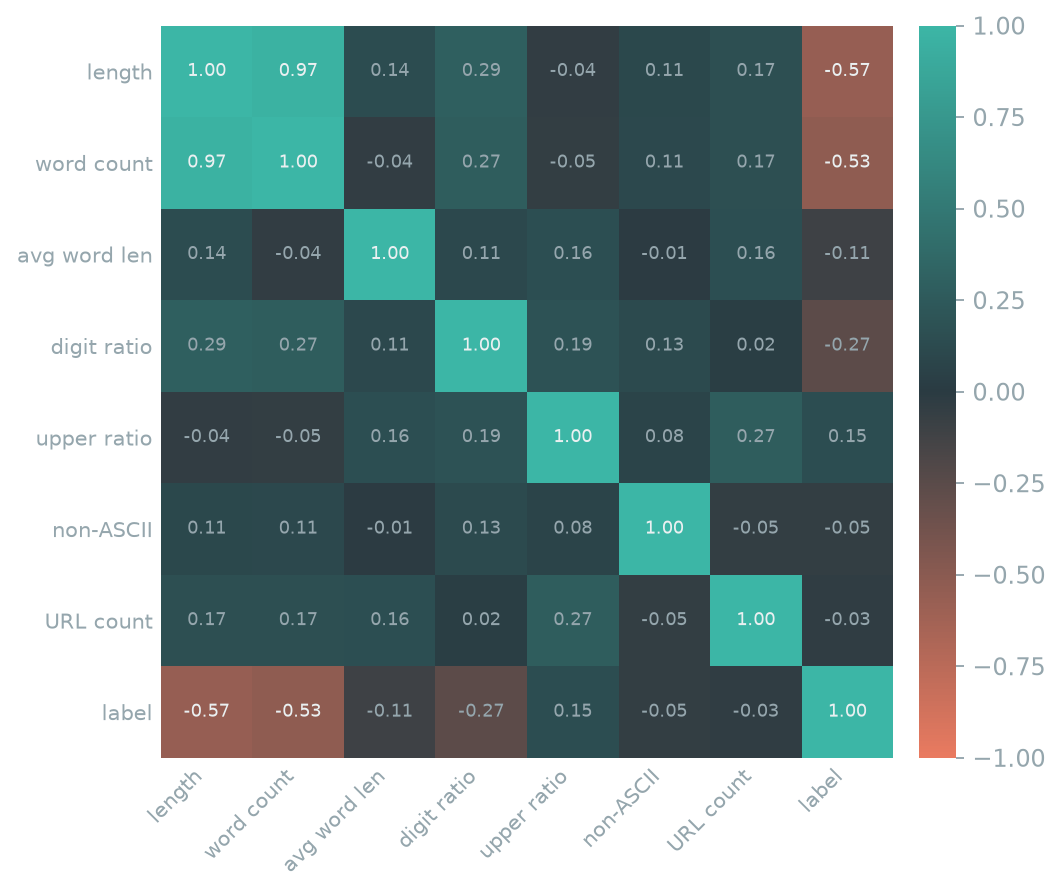 length 1.00 0.97 0.14 0.29 -0.04 0.11 0.17 -0.57
word count 0.97 1.00 -0.04 0.27 -0.05 0.11 0.17 -0.53
avg word len 0.14 -0.04 1.00 0.11 0.16 -0.01 0.16 -0.11
digit ratio 0.29 0.27 0.11 1.00 0.19 0.13 0.02 -0.27
upper ratio -0.04 -0.05 0.16 0.19 1.00 0.08 0.27 0.15
non-ASCII 0.11 0.11 -0.01 0.13 0.08 1.00 -0.05 -0.05
URL count 0.17 0.17 0.16 0.02 0.27 -0.05 1.00 -0.03
label -0.57 -0.53 -0.11 -0.27 0.15 -0.05 -0.03 1.00
length word count avg word len digit ratio upper ratio non-ASCII URL count label
1.00
0.75
0.50
0.25
0.00
−0.25
−0.50
−0.75
−1.00